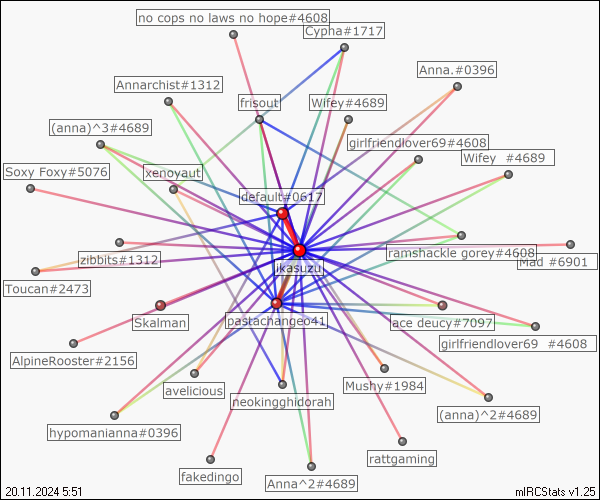 no cops no laws no hope#4608
Cypha#1717
Anna.#0396
Annarchist#1312
frisout
Wifey#4689
(anna)^3#4689
girlfriendlover69#4608
Wifey #4689
Soxy Foxy#5076
xenoyaut
default#0617
zibbits#1312
ramshackle gorey#4608
Mad #6901
ikasuzu
Toucan#2473
Skalman
pastachangeo41
ace deucy#7097
girlfriendlover69 #4608
AlpineRooster#2156
avelicious
Mushy#1984
neokingghidorah
(anna)^2#4689
hypomanianna#0396
rattgaming
fakedingo
Anna^2#4689
20.11.2024 5:51
mIRCStats v1.25